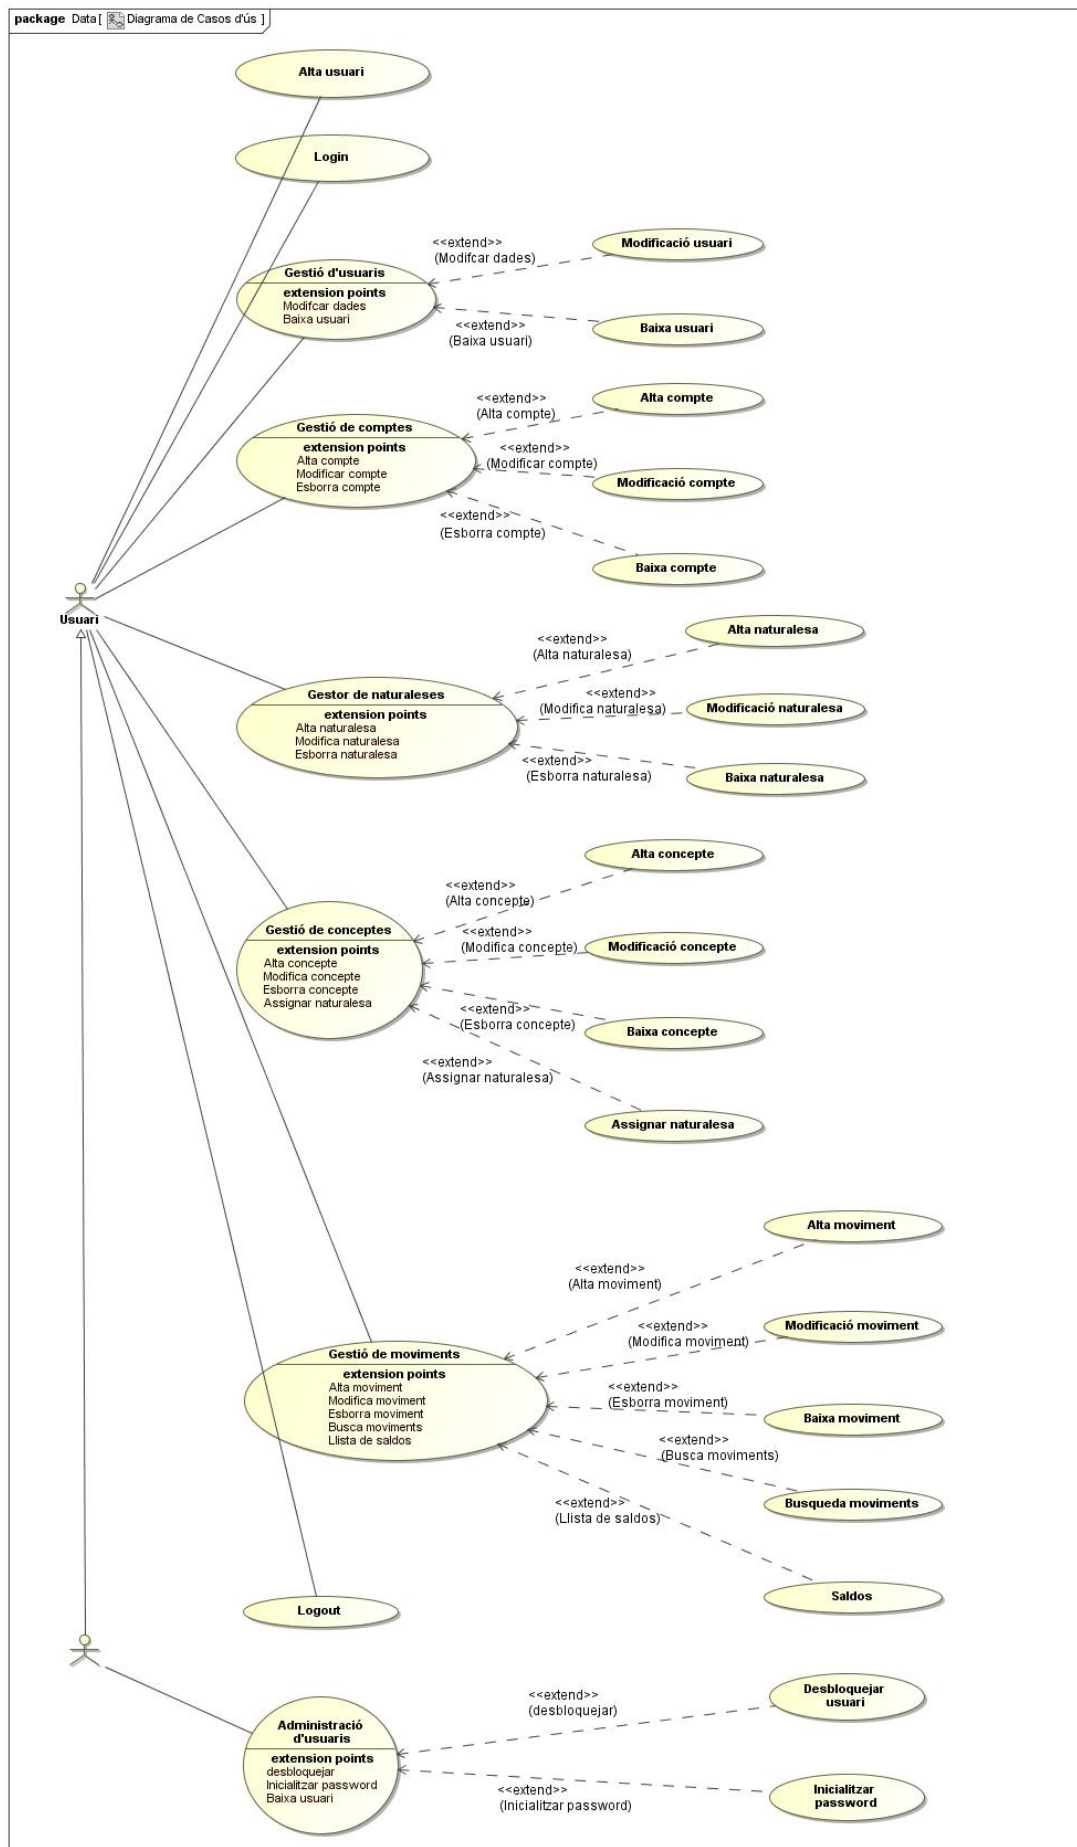 package Data [ Diagrama de Casos d'ús ]
Alta usuari
Login
<<extend>>
(Modifcar dades)
Modificació usuari
Gestió d'usuaris
extension points
Modifcar dades
Baixa usuari
<<extend>>
(Baixa usuari)
Baixa usuari
<<extend>>
(Alta compte)
Alta compte
Gestió de comptes
extension points
Alta compte
Modificar compte
Esborra compte
<<extend>>
(Modificar compte)
Modificació compte
<<extend>>
(Esborra compte)
Baixa compte
Usuari
<<extend>>
(Alta naturalesa)
Alta naturalesa
Gestor de naturaleses
extension points
Alta naturalesa
Modifica naturalesa
Esborra naturalesa
<<extend>>
(Modifica naturalesa)
Modificació naturalesa
<<extend>>
(Esborra naturalesa)
Baixa naturalesa
Alta concepte
<<extend>>
(Alta concepte)
Gestió de conceptes
extension points
Alta concepte
Modifica concepte
Esborra concepte
Assignar naturalesa
<<extend>>
(Modifica concepte)
Modificació concepte
<<extend>>
(Esborra concepte)
Baixa concepte
<<extend>>
(Assignar naturalesa)
Assignar naturalesa
Alta moviment
<<extend>>
(Alta moviment)
<<extend>>
(Modifica moviment)
Modificació moviment
Gestió de moviments
extension points
Alta moviment
Modifica moviment
Esborra moviment
Busca moviments
Llista de saldos
<<extend>>
(Esborra moviment)
Baixa moviment
<<extend>>
(Busca moviments)
Busqueda moviments
<<extend>>
(Llista de saldos)
Saldos
Logout
<<extend>>
(desbloquejar)
Desbloquejar
usuari
Administració
d'usuaris
extension points
desbloquejar
Inicialitzar password
Baixa usuari
<<extend>>
(Inicialitzar password)
Inicialitzar
password